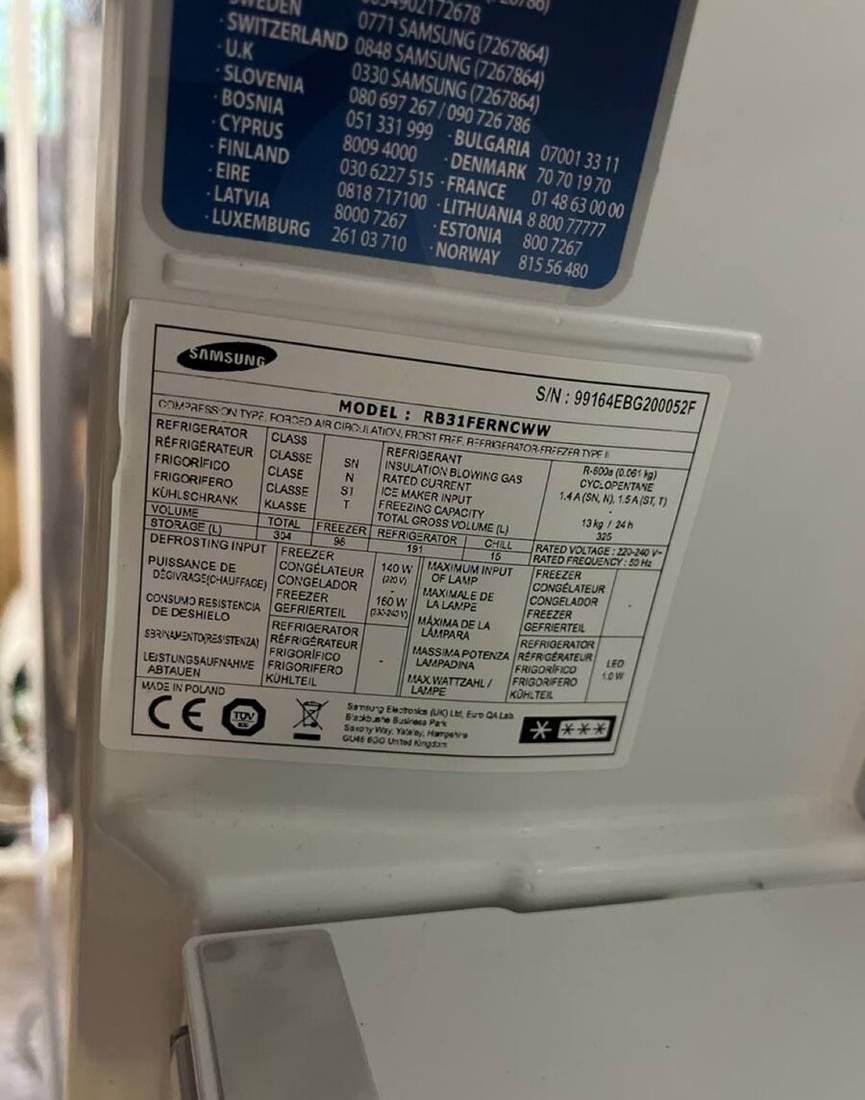 SWEDEN
· SWITZERLAND 0771 SAMSUNG (7267864)
· U.K 0848 SAMSUNG (7267864)
· SLOVENIA 0330 SAMSUNG (7267864)
· BOSNIA 080 697 267 / 090 726 786
· CYPRUS 051 331 999 · BULGARIA 07001 33 11
· FINLAND 8009 4000 · DENMARK 70 70 19 70
· EIRE 030 6227 515 · FRANCE 01 48 63 00 00
· LATVIA 0818 717100 · LITHUANIA 8 800 77777
· LUXEMBURG 8000 7267 · ESTONIA 800 7267
261 03 710 · NORWAY 815 56 480
SAMSUNG
S/N : 99164EBG200052F
MODEL : RB31FERNCWW
COMPRESSION TYPE, FORCED AIR CIRCULATION, FROST FREE, REFRIGERATOR-FREEZER TYPE II
REFRIGERATOR CLASS REFRIGERANT R-600a (0.061 kg)
RÉFRIGÉRATEUR CLASSE SN INSULATION BLOWING GAS CYCLOPENTANE
FRIGORÍFICO CLASE N RATED CURRENT 1.4 A (SN, N), 1.5 A (ST, T)
FRIGORIFERO CLASSE ST ICE MAKER INPUT -
KÜHLSCHRANK KLASSE T FREEZING CAPACITY 13 kg / 24 h
TOTAL GROSS VOLUME (L) 325
VOLUME TOTAL FREEZER REFRIGERATOR CHILL RATED VOLTAGE : 220-240 V~
STORAGE (L) 304 98 191 15 RATED FREQUENCY : 50 Hz
DEFROSTING INPUT FREEZER 140 W MAXIMUM INPUT FREEZER
PUISSANCE DE CONGÉLATEUR (220 V) OF LAMP CONGÉLATEUR
DÉGIVRAGE(CHAUFFAGE) CONGELADOR MAXIMALE DE CONGELADOR -
CONSUMO RESISTENCIA FREEZER 160 W LA LAMPE FREEZER
DE DESHIELO GEFRIERTEIL (230-240 V) MÁXIMA DE LA GEFRIERTEIL
REFRIGERATOR LÁMPARA REFRIGERATOR
SBRINAMENTO(RESISTENZA) RÉFRIGÉRATEUR MASSIMA POTENZA RÉFRIGÉRATEUR LED
LEISTUNGSAUFNAHME FRIGORÍFICO - LAMPADINA FRIGORÍFICO 1.0 W
ABTAUEN FRIGORIFERO MAX.WATTZAHL / FRIGORIFERO
KÜHLTEIL LAMPE KÜHLTEIL
MADE IN POLAND
CE TÜV
Samsung Electronics (UK) Ltd, Euro QA Lab.
Blackbushe Business Park
Saxony Way, Yateley, Hampshire
GU46 6GG United Kingdom